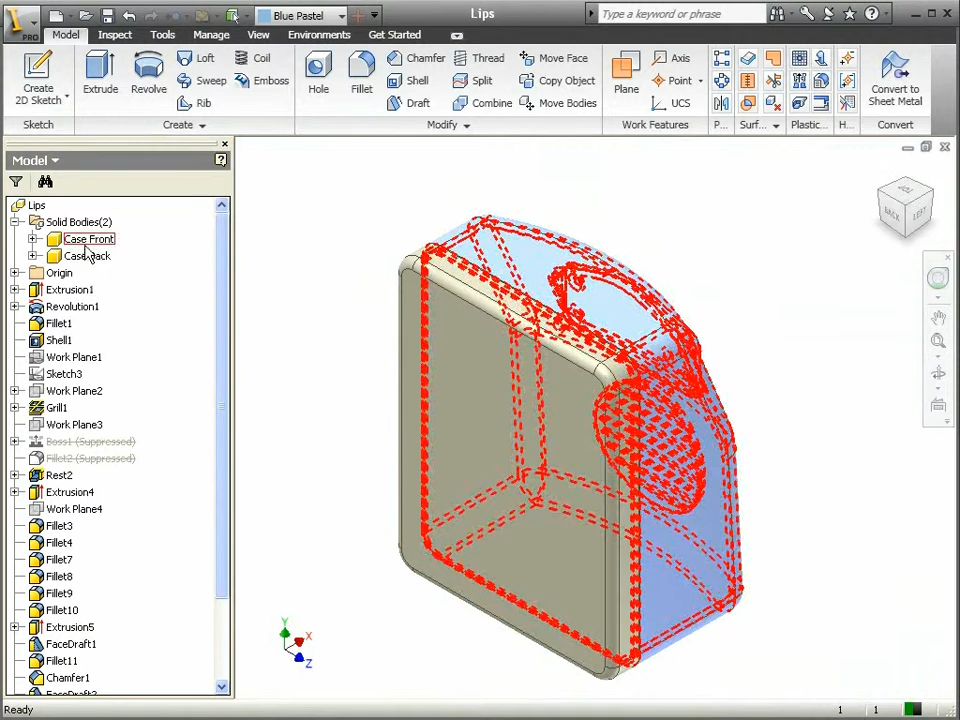 PRO
Blue Pastel
Lips
Type a keyword or phrase
Model Inspect Tools Manage View Environments Get Started
Create
2D Sketch
Extrude
Revolve
Loft
Coil
Sweep
Emboss
Rib
Hole
Fillet
Chamfer
Thread
Move Face
Shell
Split
Copy Object
Draft
Combine
Move Bodies
Plane
Axis
Point
UCS
Convert to
Sheet Metal
Sketch Create Modify Work Features P... Surf... Plastic... H... Convert
Model
Lips
Solid Bodies(2)
Case Front
Case Back
Origin
Extrusion1
Revolution1
Fillet1
Shell1
Work Plane1
Sketch3
Work Plane2
Grill1
Work Plane3
Boss1 (Suppressed)
Fillet2 (Suppressed)
Rest2
Extrusion4
Work Plane4
Fillet3
Fillet4
Fillet7
Fillet8
Fillet9
Fillet10
Extrusion5
FaceDraft1
Fillet11
Chamfer1
FaceDraft2
BACK
LEFT
Y
X
Z
Ready
1 1